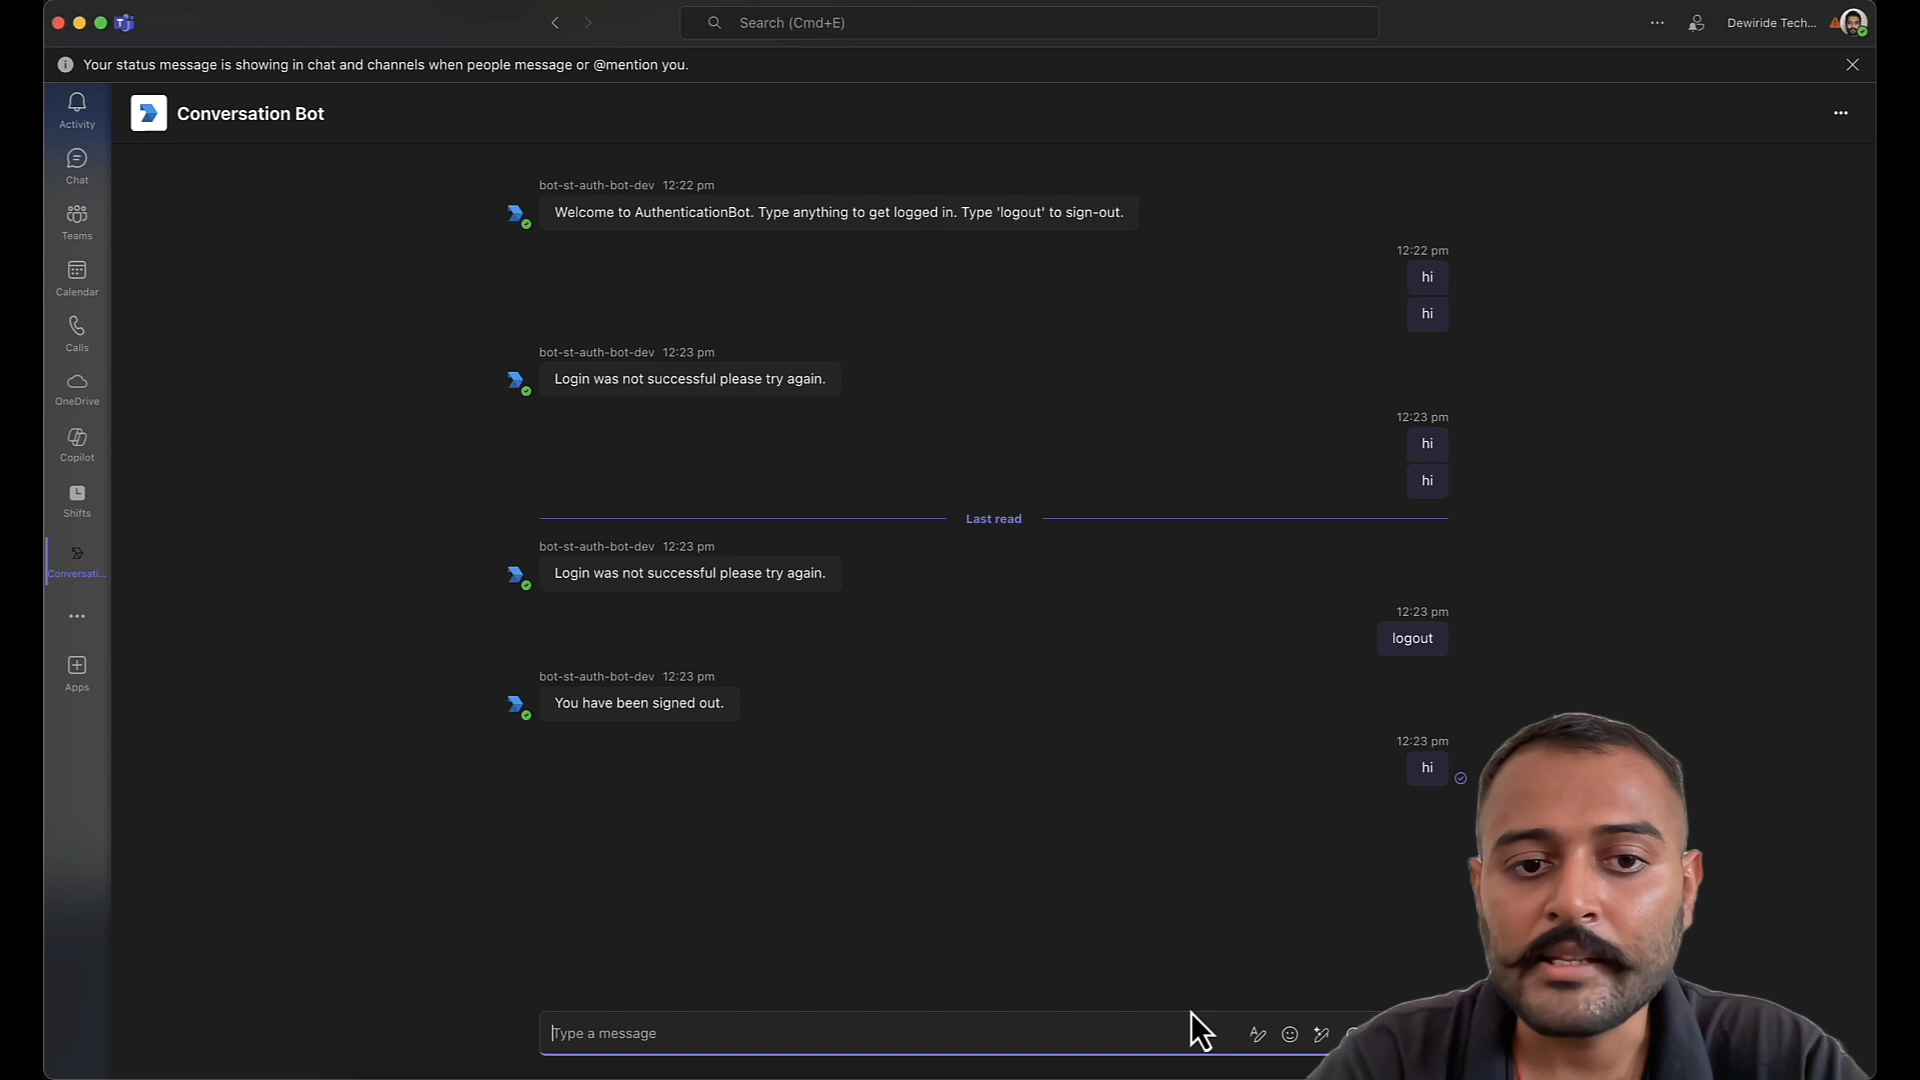 Search (Cmd+E)
Dewiride Tech...
Your status message is showing in chat and channels when people message or @mention you.
Activity
Chat
Teams
Calendar
Calls
OneDrive
Copilot
Shifts
Conversati...
Apps
Conversation Bot
bot-st-auth-bot-dev 12:22 pm
Welcome to AuthenticationBot. Type anything to get logged in. Type 'logout' to sign-out.
12:22 pm
hi
hi
bot-st-auth-bot-dev 12:23 pm
Login was not successful please try again.
12:23 pm
hi
hi
Last read
bot-st-auth-bot-dev 12:23 pm
Login was not successful please try again.
12:23 pm
logout
bot-st-auth-bot-dev 12:23 pm
You have been signed out.
12:23 pm
hi
Type a message